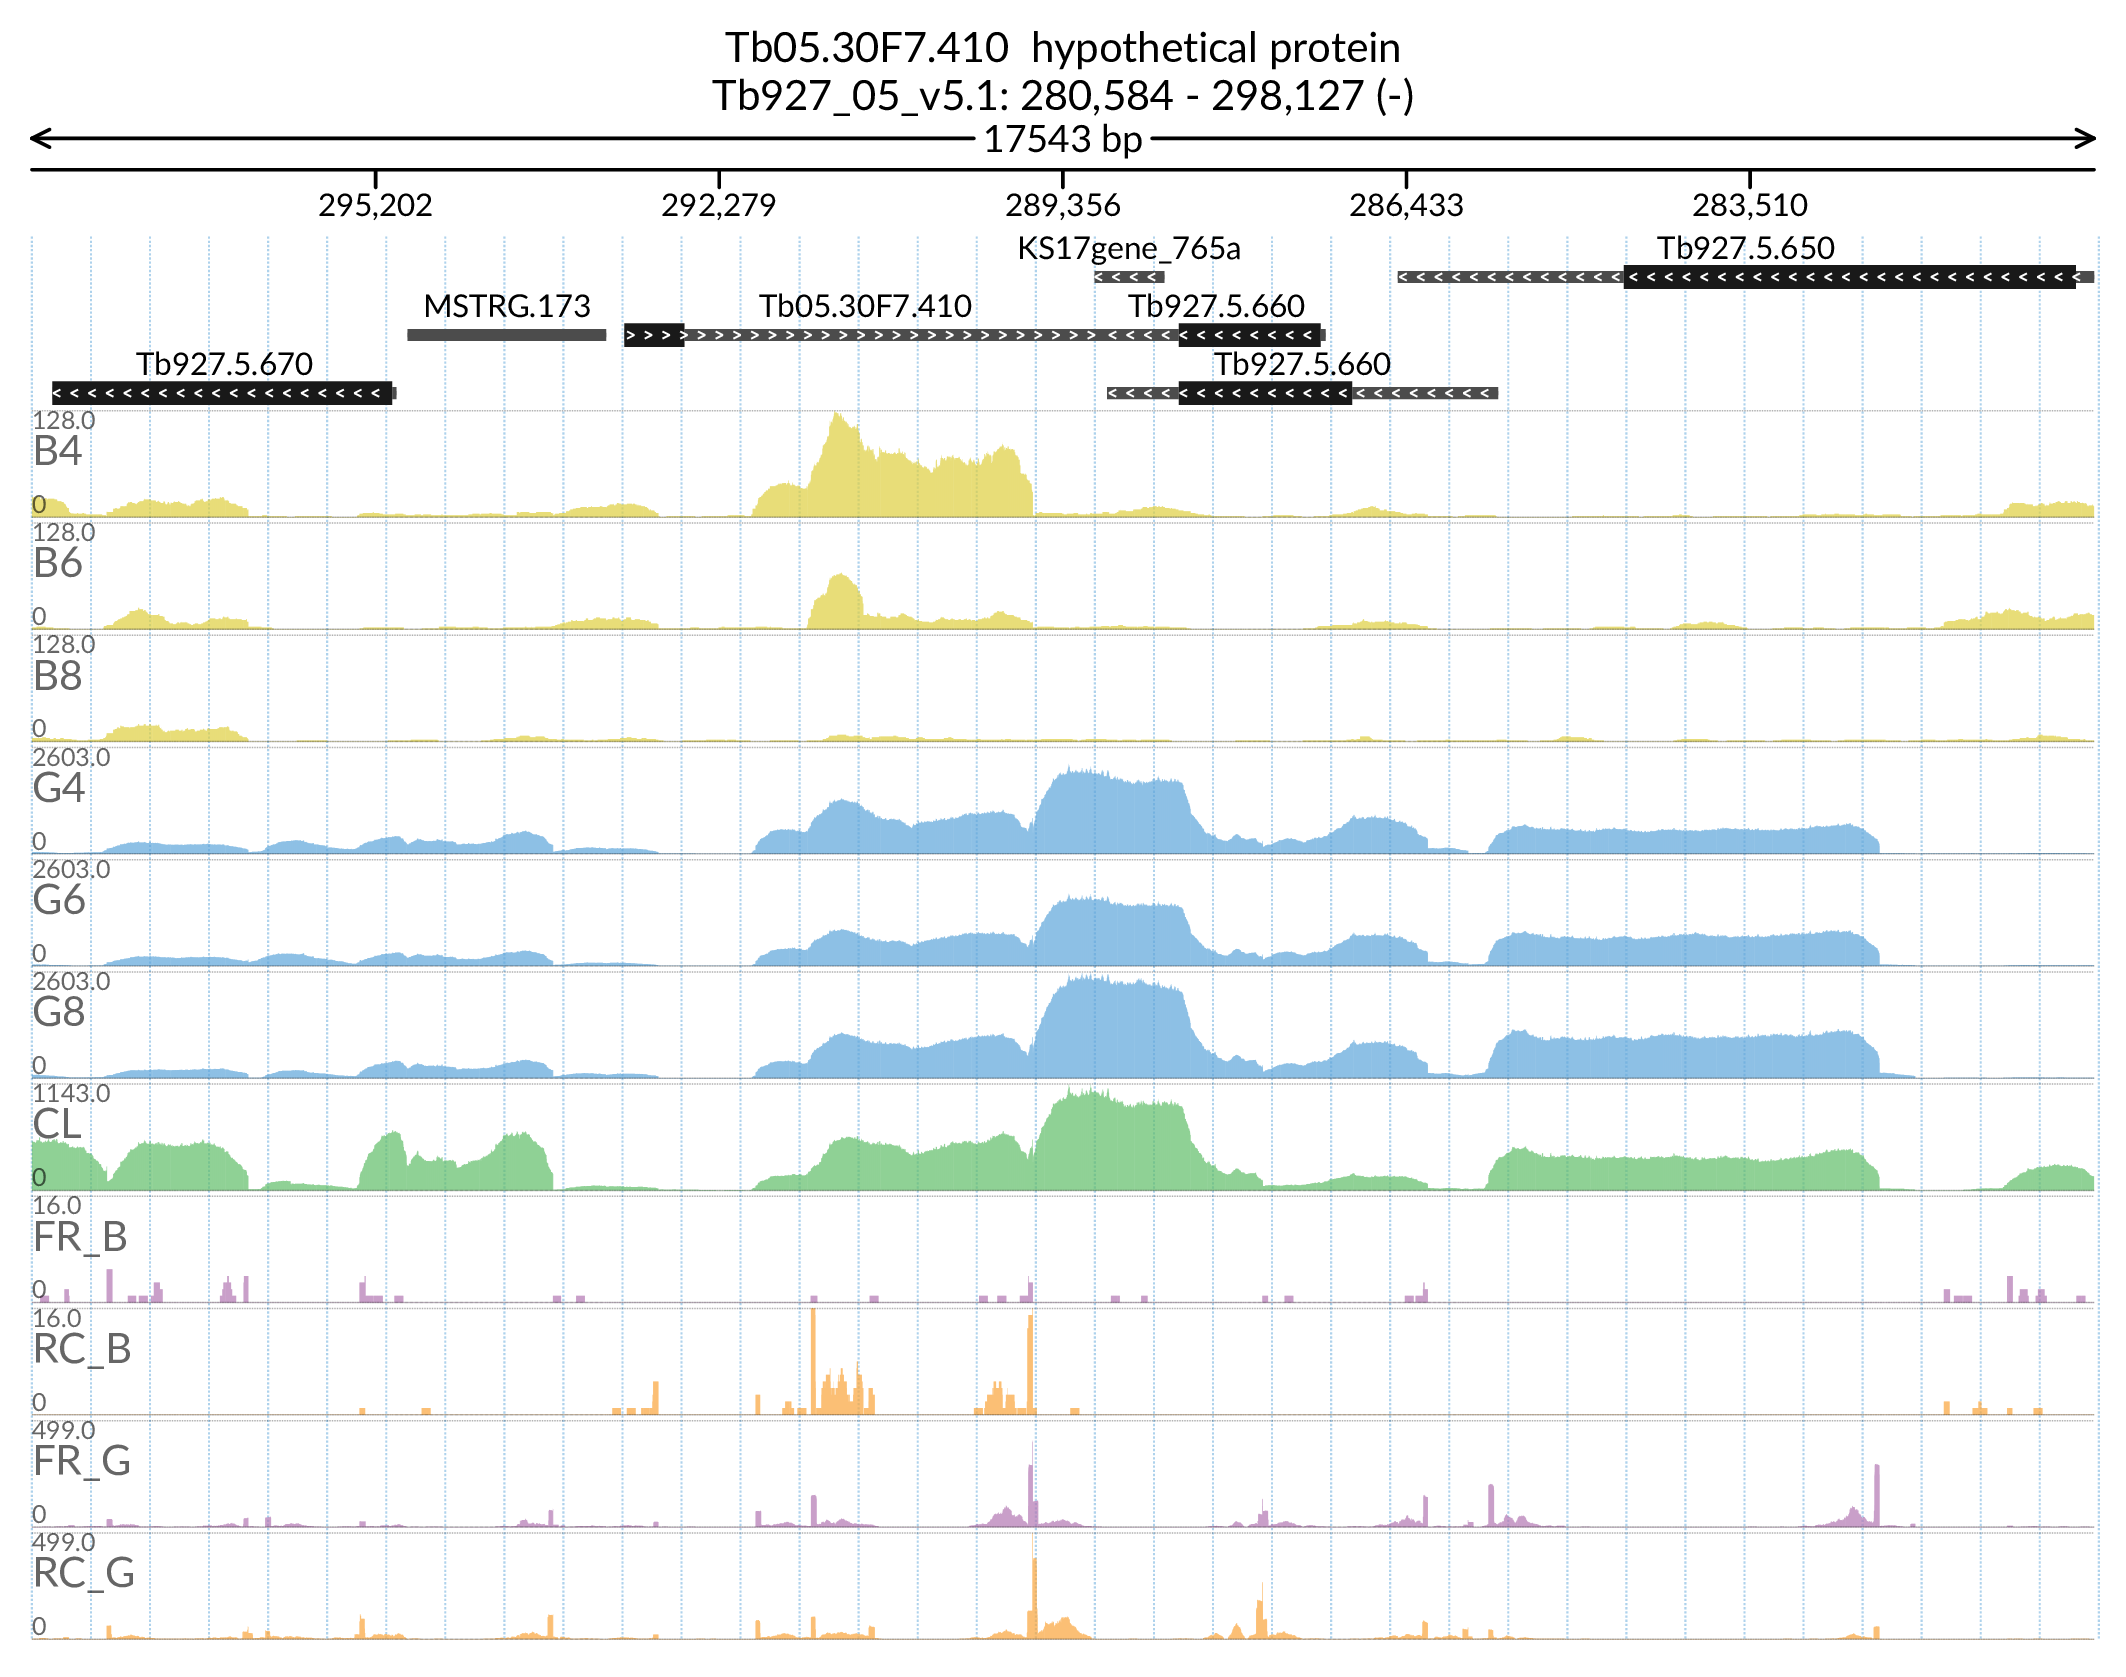 Tb05.30F7.410  hypothetical protein
Tb927_05_v5.1: 280,584 - 298,127 (-)
17543 bp
295,202 292,279 289,356 286,433 283,510
KS17gene_765a Tb927.5.650
MSTRG.173 Tb05.30F7.410 Tb927.5.660
Tb927.5.670 Tb927.5.660
128.0
B4
0
128.0
B6
0
128.0
B8
0
2603.0
G4
0
2603.0
G6
0
2603.0
G8
0
1143.0
CL
0
16.0
FR_B
0
16.0
RC_B
0
499.0
FR_G
0
499.0
RC_G
0